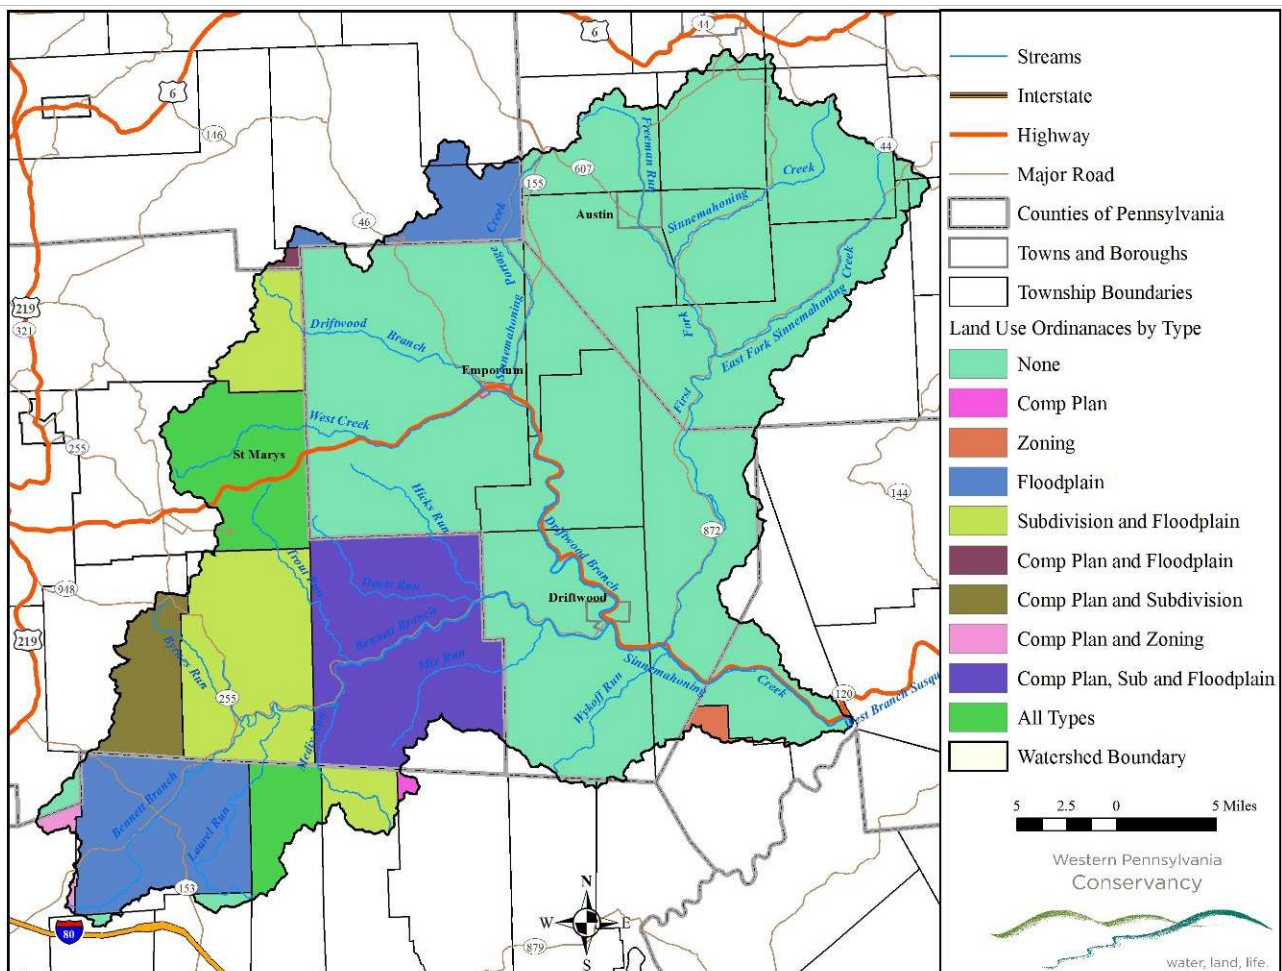 6
44
6
146
44
607
155
Freeman Run
Creek
Sinnemahoning
Austin
46
Creek
Portage
Sinnemahoning
219
321
Driftwood
Branch
Emporium
Fork
East Fork Sinnemahoning
Creek
First
West Creek
St Marys
255
Hicks Run
144
872
Driftwood Branch
Trout Run
Dents Run
Driftwood
948
Bennett Branch
219
Byrnes Run
Mix Run
Sinnemahoning
Creek
Wykoff Run
255
120
West Branch Susqu
Bennett Branch
Laurel Run
153
80
879
N
W
E
S
Streams
Interstate
Highway
Major Road
Counties of Pennsylvania
Towns and Boroughs
Township Boundaries
Land Use Ordinanaces by Type
None
Comp Plan
Zoning
Floodplain
Subdivision and Floodplain
Comp Plan and Floodplain
Comp Plan and Subdivision
Comp Plan and Zoning
Comp Plan, Sub and Floodplain
All Types
Watershed Boundary
5 2.5 0 5 Miles
Western Pennsylvania
Conservancy
water, land, life.